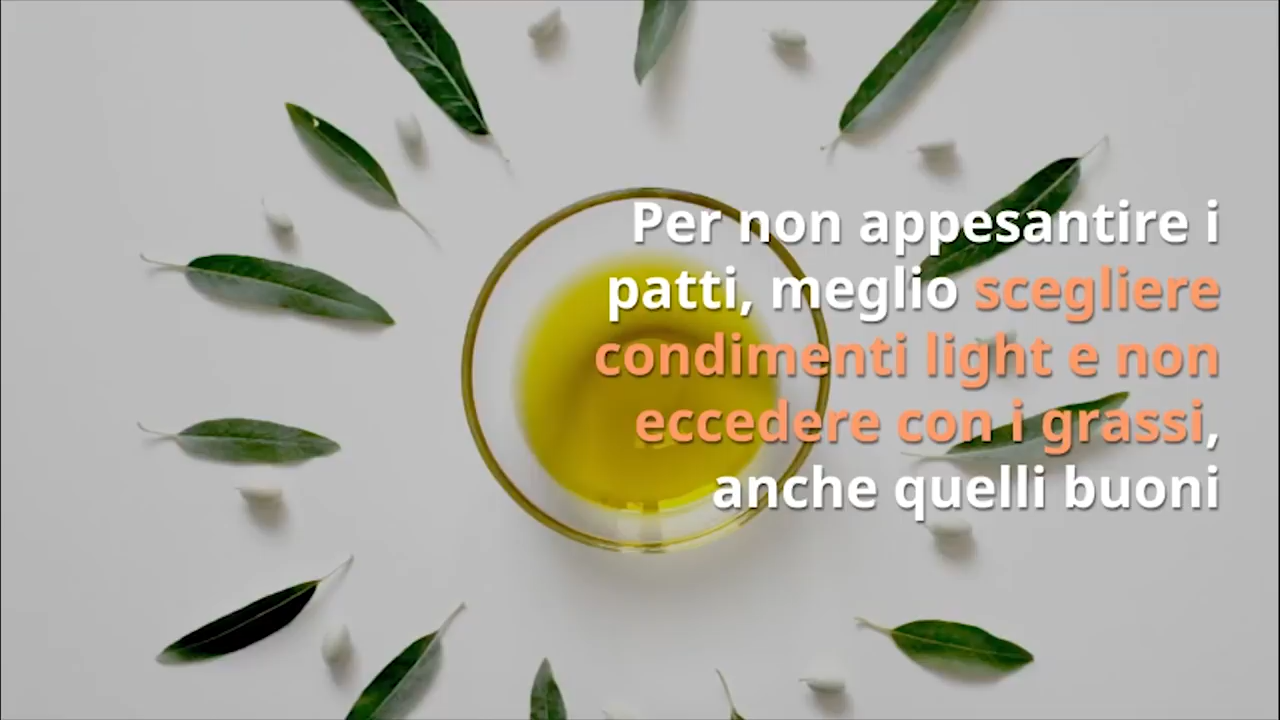 Per non appesantire i
patti, meglio scegliere
condimenti light e non
eccedere con i grassi,
anche quelli buoni